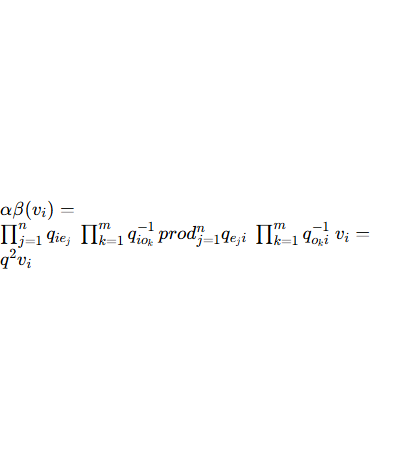 αβ(v_i) =
∏_{j=1}^{n} q_{ie_j} ∏_{k=1}^{m} q_{io_k}^{-1} prod_{j=1}^{n} q_{e_j i} ∏_{k=1}^{m} q_{o_k i}^{-1} v_i =
q^2 v_i